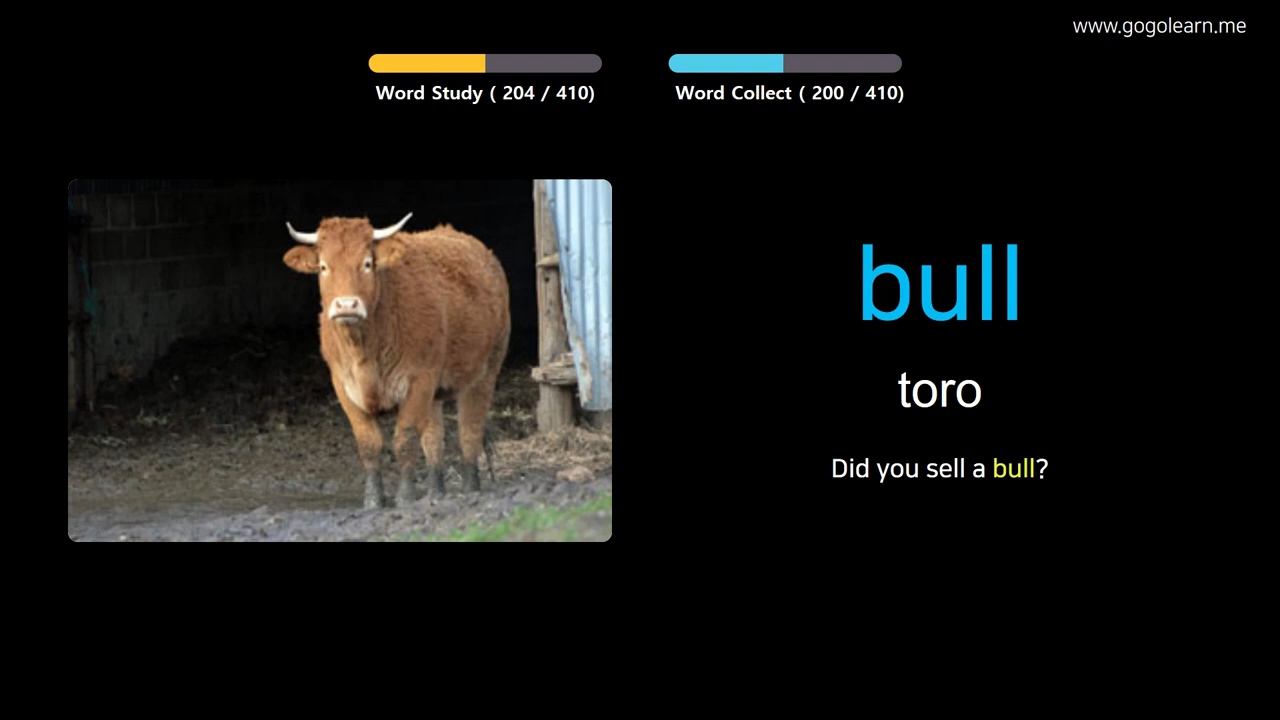 www.gogolearn.me
Word Study ( 204 / 410)
Word Collect ( 200 / 410)
bull
toro
Did you sell a bull?